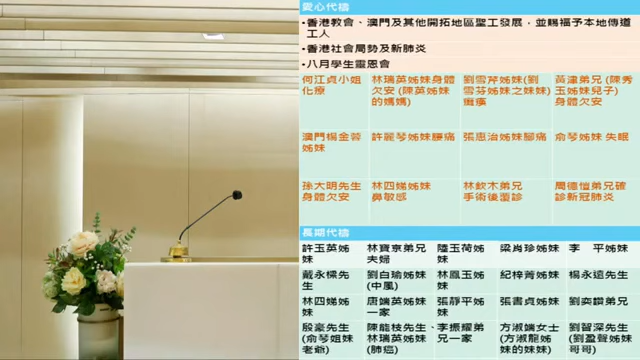 愛心代禱
•香港教會、澳門及其他開拓地區聖工發展，並賜福予本地傳道
工人
•香港社會局勢及新肺炎
•八月學生靈恩會
何江貞小姐
化療
林瑞英姊妹身體
欠安 (陳英姊妹
的媽媽)
劉雪芹姊妹(劉
雪芬姊妹之妹妹)
癱瘓
黃津弟兄 (陳秀
玉姊妹兒子)
身體欠安
澳門楊金蓉
姊妹
許麗琴姊妹腰痛
張惠治姊妹腳痛
俞琴姊妹 失眠
孫大明先生
身體欠安
林四娣姊妹
鼻敏感
林欽木弟兄
手術後覆診
周德愷弟兄確
診新冠肺炎
長期代禱
許玉英姊
妹
林寶京弟兄
夫婦
陸玉荷姊
妹
梁肖珍姊妹
李 平姊妹
戴永樑先
生
劉白瑜姊妹
(中風)
林鳳玉姊
妹
紀梓菁姊妹
楊永遠先生
林四娣姊
妹
唐端英姊妹
一家
張靜平姊
妹
張書貞姊妹
劉奕鑽弟兄
殷豪先生
(俞琴姐妹
老爺)
陳能枝先生、
林瑞英姊妹
(肺癌)
李振耀弟
兄一家
方淑端女士
(方淑龍姊
妹的妹妹)
劉智深先生
(劉盈聲姊妹
哥哥)